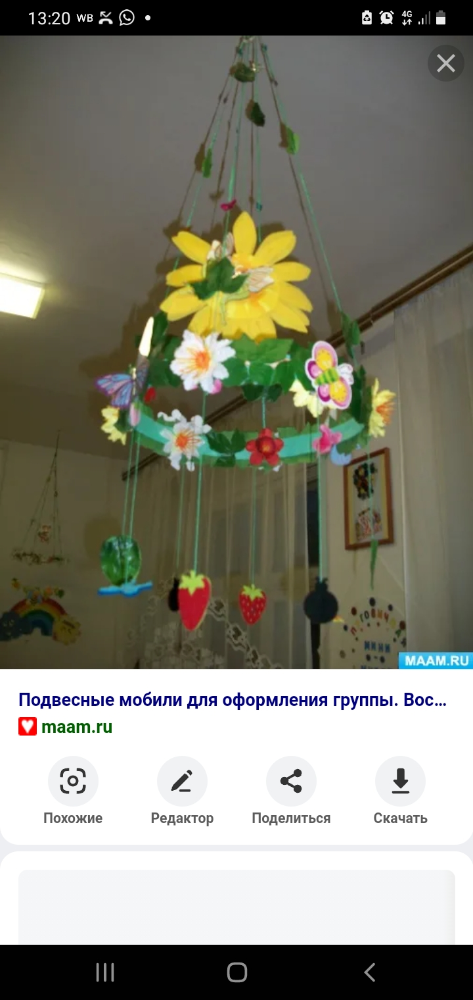 13:20 WB 4G
MAAM.RU
Подвесные мобили для оформления группы. Вос...
maam.ru
Похожие Редактор Поделиться Скачать